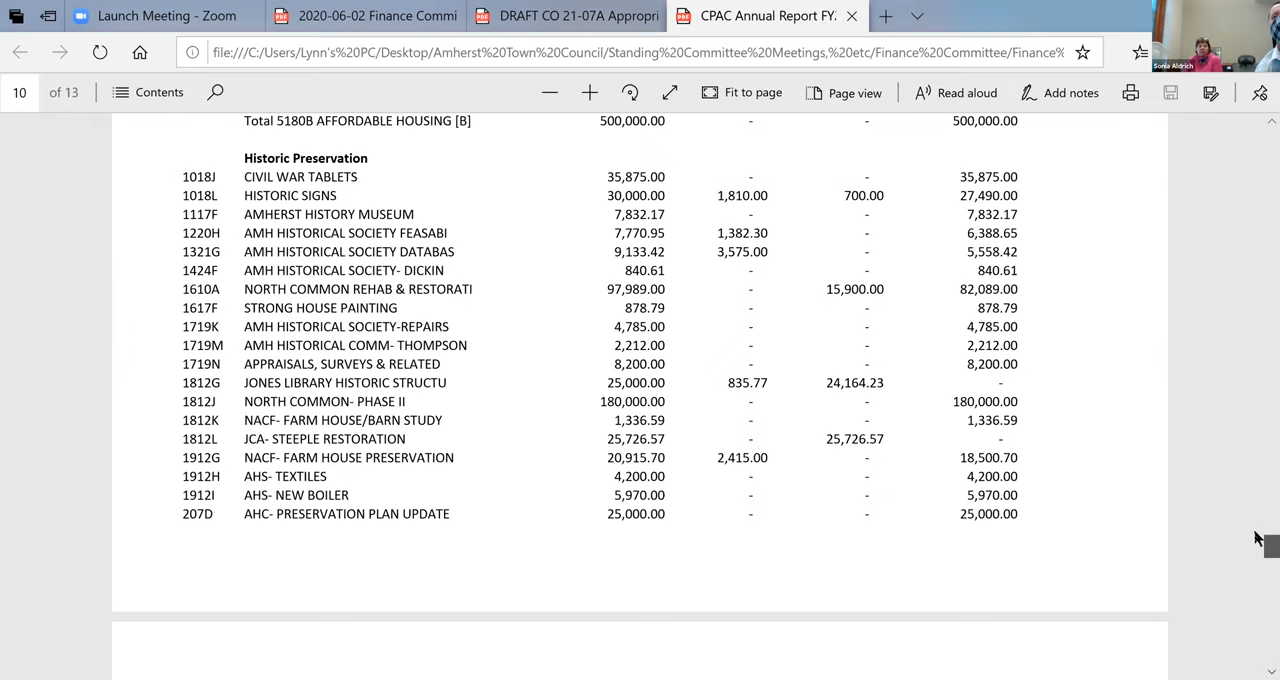 Launch Meeting - Zoom
2020-06-02 Finance Commi
DRAFT CO 21-07A Appropri
CPAC Annual Report FY
file:///C:/Users/Lynn's%20PC/Desktop/Amherst%20Town%20Council/Standing%20Committee%20Meetings,%20etc/Finance%20Committee/Finance%
Sonia Aldrich
10 of 13 Contents Fit to page Page view Read aloud Add notes
Total 5180B AFFORDABLE HOUSING [B] 500,000.00 - - 500,000.00
Historic Preservation
1018J CIVIL WAR TABLETS 35,875.00 - - 35,875.00
1018L HISTORIC SIGNS 30,000.00 1,810.00 700.00 27,490.00
1117F AMHERST HISTORY MUSEUM 7,832.17 - - 7,832.17
1220H AMH HISTORICAL SOCIETY FEASABI 7,770.95 1,382.30 - 6,388.65
1321G AMH HISTORICAL SOCIETY DATABAS 9,133.42 3,575.00 - 5,558.42
1424F AMH HISTORICAL SOCIETY- DICKIN 840.61 - - 840.61
1610A NORTH COMMON REHAB & RESTORATI 97,989.00 - 15,900.00 82,089.00
1617F STRONG HOUSE PAINTING 878.79 - - 878.79
1719K AMH HISTORICAL SOCIETY-REPAIRS 4,785.00 - - 4,785.00
1719M AMH HISTORICAL COMM- THOMPSON 2,212.00 - - 2,212.00
1719N APPRAISALS, SURVEYS & RELATED 8,200.00 - - 8,200.00
1812G JONES LIBRARY HISTORIC STRUCTU 25,000.00 835.77 24,164.23 -
1812J NORTH COMMON- PHASE II 180,000.00 - - 180,000.00
1812K NACF- FARM HOUSE/BARN STUDY 1,336.59 - - 1,336.59
1812L JCA- STEEPLE RESTORATION 25,726.57 - 25,726.57 -
1912G NACF- FARM HOUSE PRESERVATION 20,915.70 2,415.00 - 18,500.70
1912H AHS- TEXTILES 4,200.00 - - 4,200.00
1912I AHS- NEW BOILER 5,970.00 - - 5,970.00
207D AHC- PRESERVATION PLAN UPDATE 25,000.00 - - 25,000.00